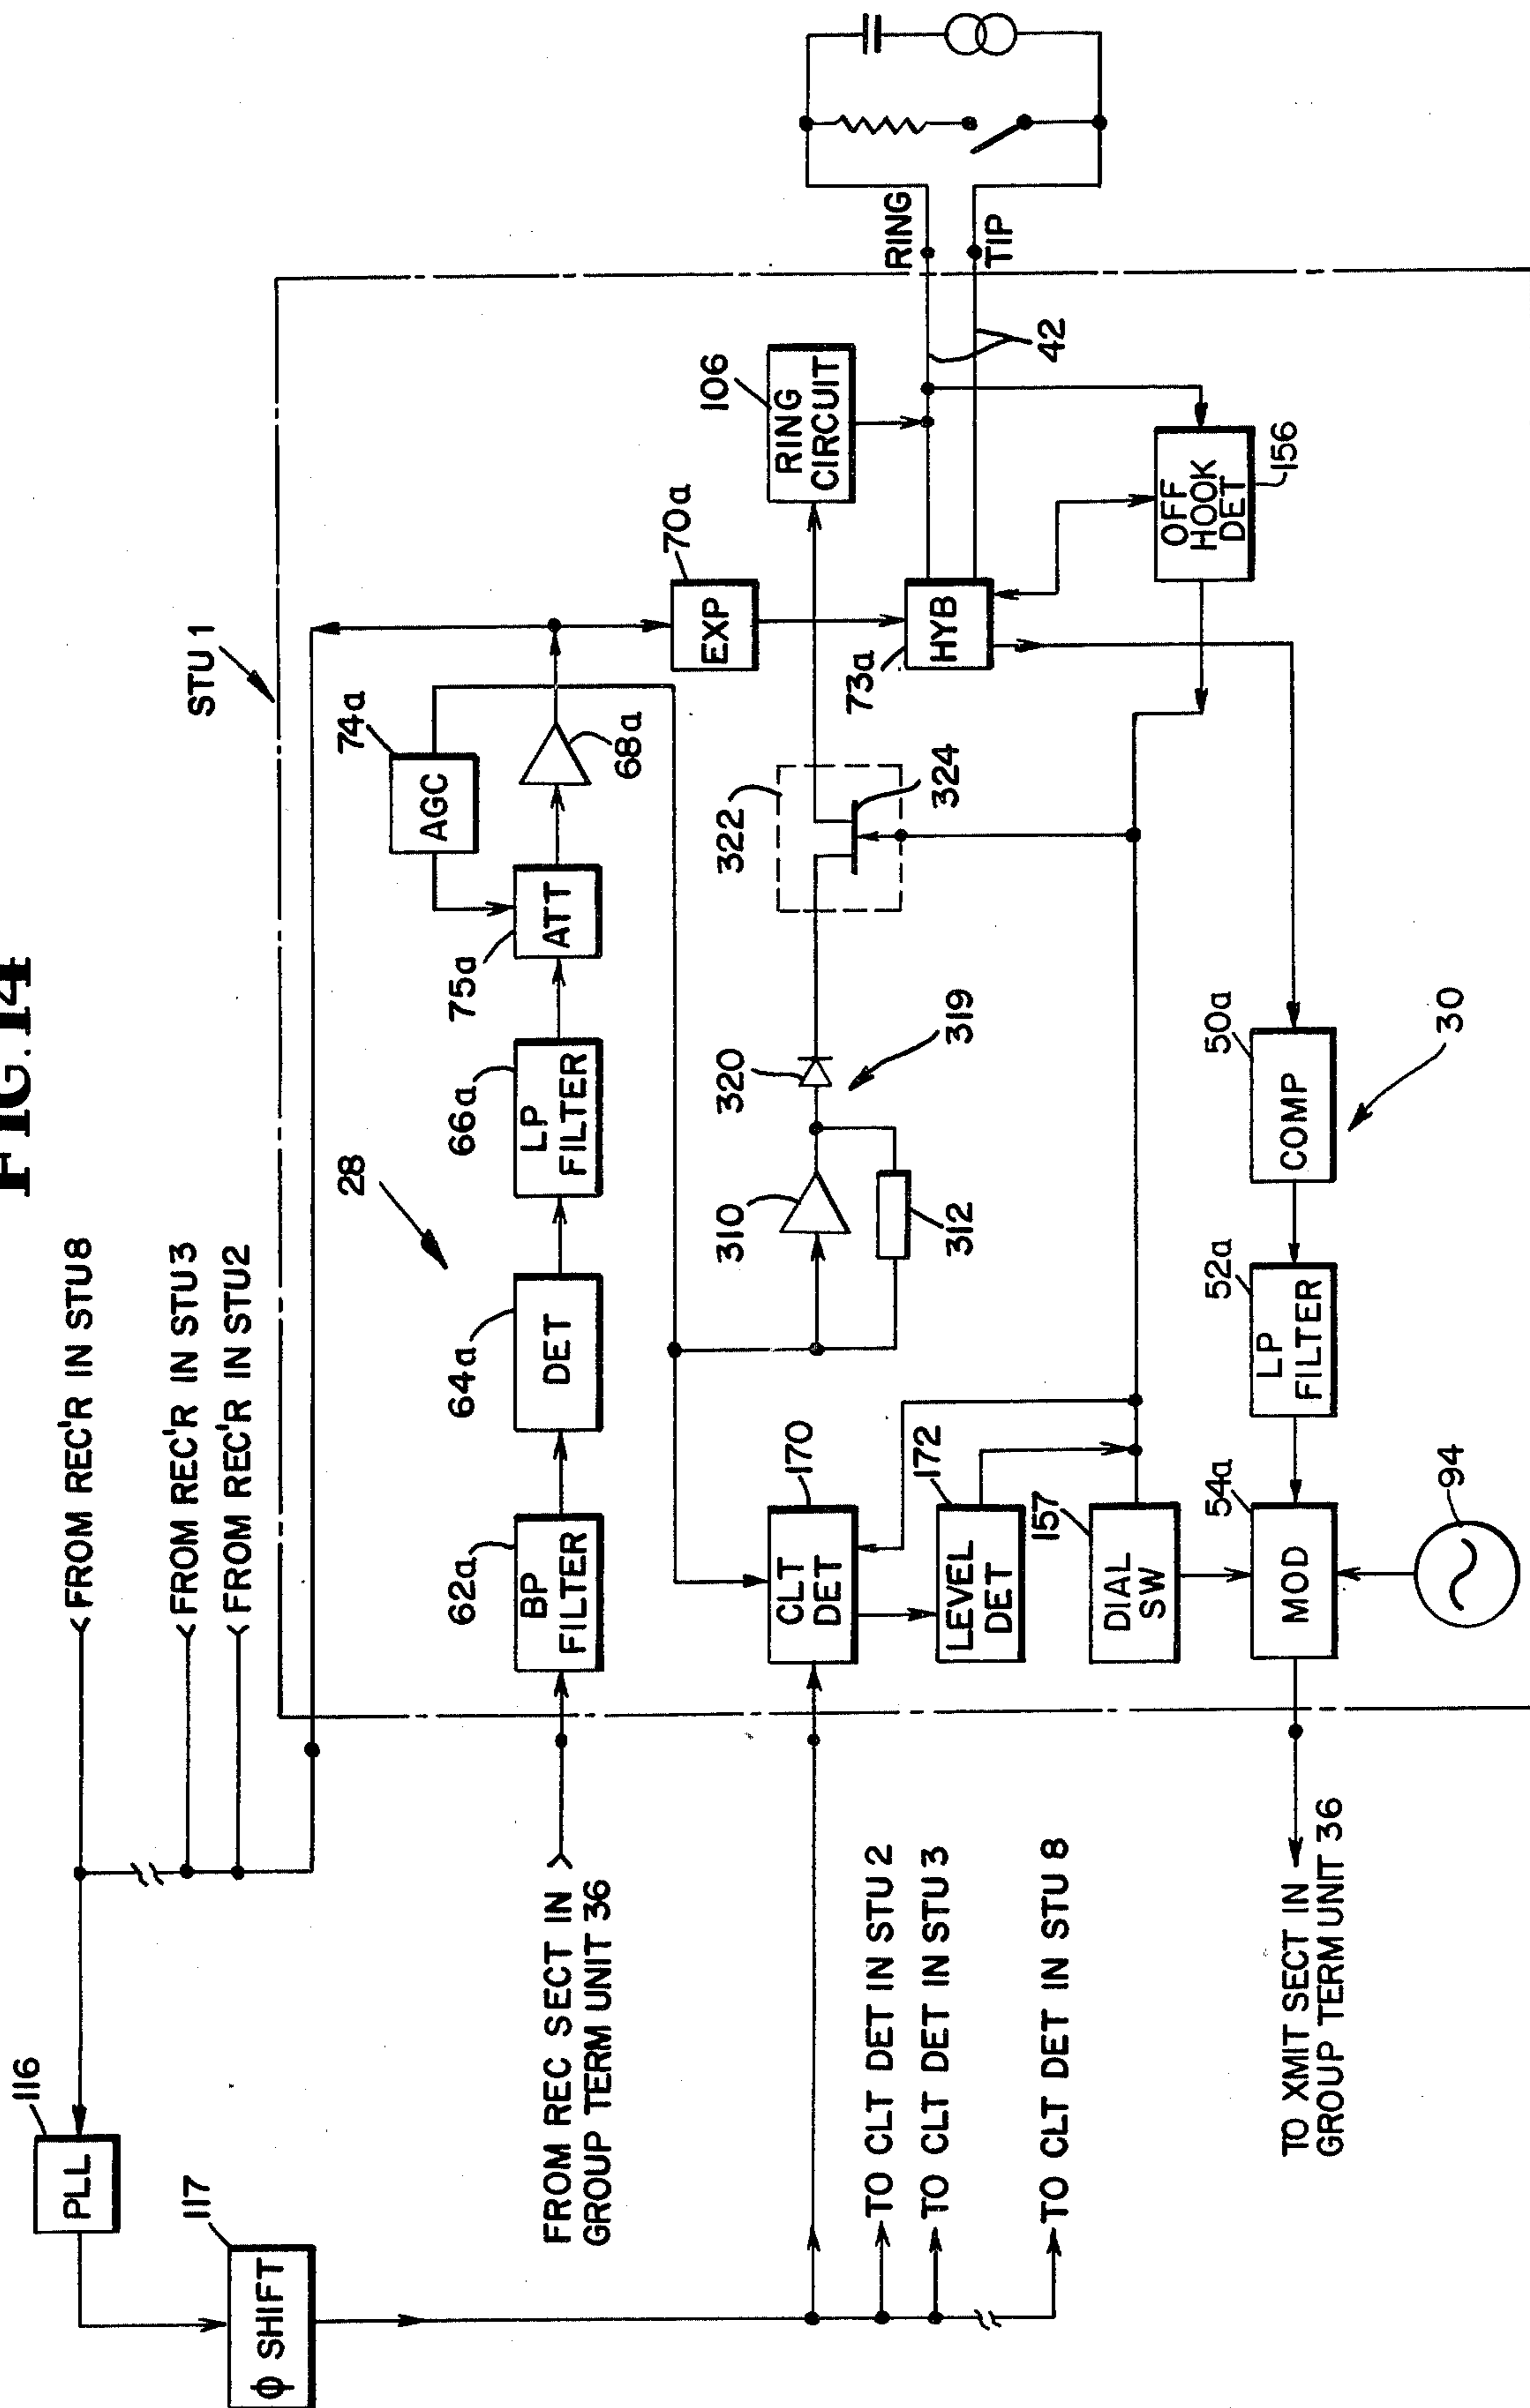 FIG. 14
FROM REC'R IN STU8
FROM REC'R IN STU3
FROM REC'R IN STU2
STU 1
116
PLL
117
φ SHIFT
74a
AGC
28
62a
BP
FILTER
64a
DET
66a
LP
FILTER
75a
ATT
68a
70a
EXP
FROM REC SECT IN
GROUP TERM UNIT 36
106
RING
CIRCUIT
310
312
320
319
322
324
73a
HYB
RING
TIP
42
170
CLT
DET
172
LEVEL
DET
157
DIAL
SW
OFF
HOOK
DET
156
TO CLT DET IN STU 2
TO CLT DET IN STU 3
TO CLT DET IN STU 8
54a
MOD
52a
LP
FILTER
50a
COMP
30
94
TO XMIT SECT IN
GROUP TERM UNIT 36